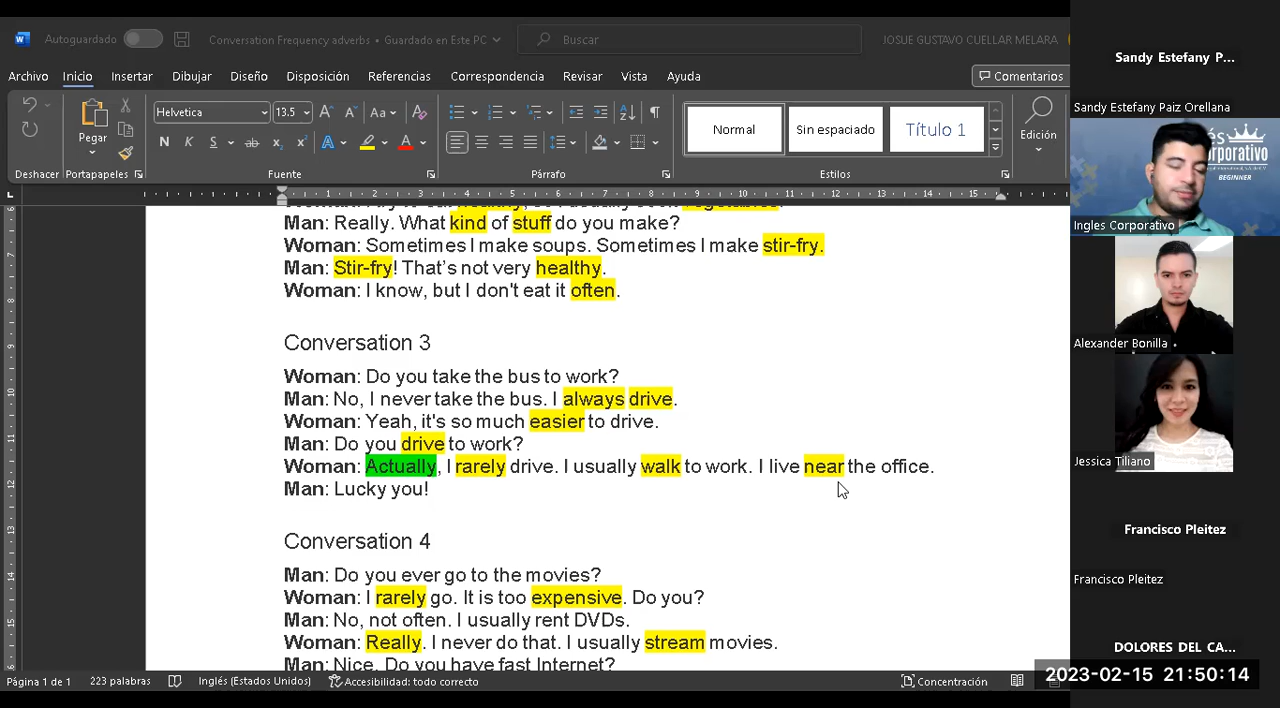 Autoguardado
Conversation Frequency adverbs • Guardado en Este PC
Buscar
IOSUE GUSTAVO CUELLAR MELARA
Archivo Inicio Insertar Dibujar Diseño Disposición Referencias Correspondencia Revisar Vista Ayuda
Comentarios
Pegar
Helvetica 13.5
Normal
Sin espaciado
Título 1
Edición
Deshacer Portapapeles Fuente Párrafo Estilos
Man: Really. What kind of stuff do you make?
Woman: Sometimes I make soups. Sometimes I make stir-fry.
Man: Stir-fry! That's not very healthy.
Woman: I know, but I don't eat it often.
Conversation 3
Woman: Do you take the bus to work?
Man: No, I never take the bus. I always drive.
Woman: Yeah, it's so much easier to drive.
Man: Do you drive to work?
Woman: Actually, I rarely drive. I usually walk to work. I live near the office.
Man: Lucky you!
Conversation 4
Man: Do you ever go to the movies?
Woman: I rarely go. It is too expensive. Do you?
Man: No, not often. I usually rent DVDs.
Woman: Really. I never do that. I usually stream movies.
Man: Nice. Do you have fast Internet?
Página 1 de 1 223 palabras Inglés (Estados Unidos) Accesibilidad: todo correcto
Concentración
Sandy Estefany P...
Sandy Estefany Paiz Orellana
BEGINNER
Ingles Corporativo
Alexander Bonilla
Jessica Tiliano
Francisco Pleitez
Francisco Pleitez
DOLORES DEL CA...
2023-02-15 21:50:14